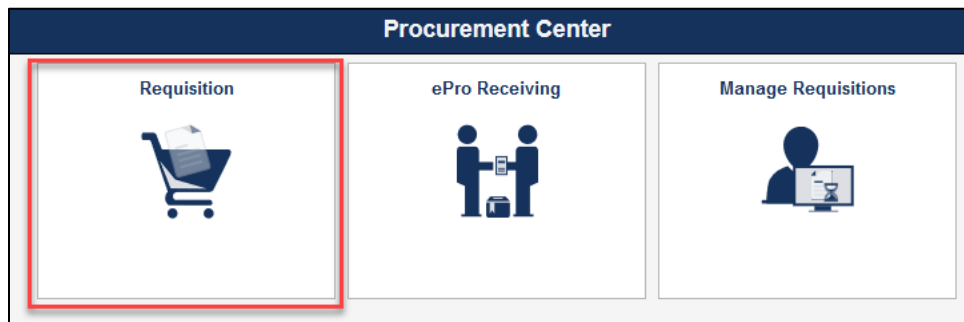 Procurement Center
Requisition
ePro Receiving
Manage Requisitions